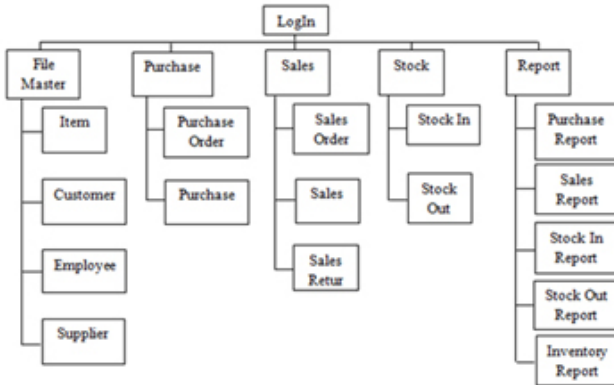 LogIn
File
Master
Purchase
Sales
Stock
Report
Item
Customer
Employee
Supplier
Purchase
Order
Purchase
Sales
Order
Sales
Sales
Retur
Stock In
Stock
Out
Purchase
Report
Sales
Report
Stock In
Report
Stock Out
Report
Inventory
Report